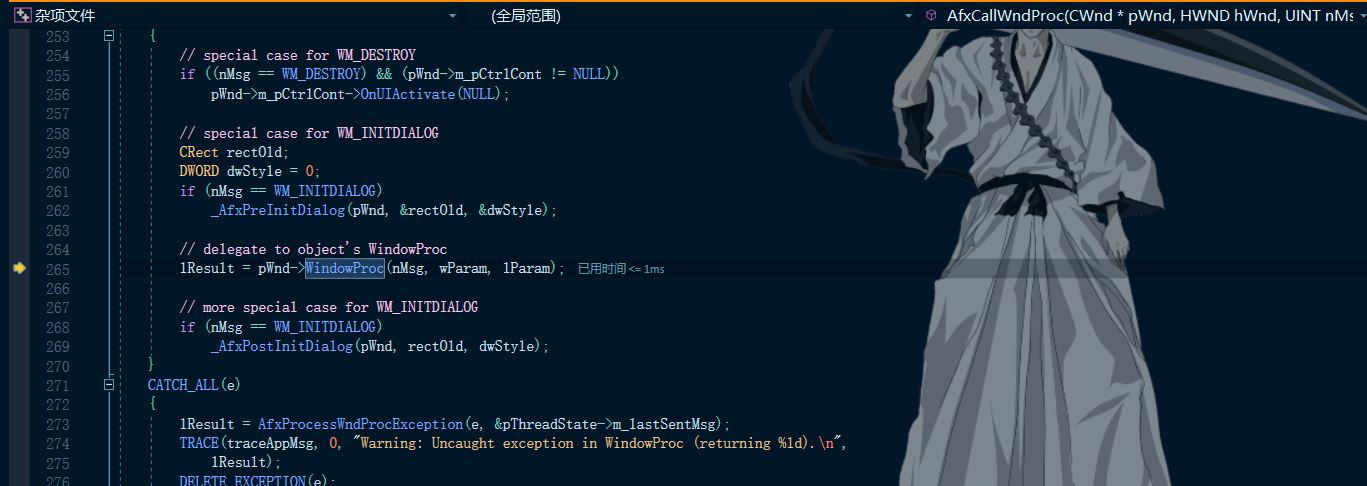 杂项文件 (全局范围) AfxCallWndProc(CWnd * pWnd, HWND hWnd, UINT nMs
253 {
254 // special case for WM_DESTROY
255 if ((nMsg == WM_DESTROY) && (pWnd->m_pCtrlCont != NULL))
256 pWnd->m_pCtrlCont->OnUIActivate(NULL);
257
258 // special case for WM_INITDIALOG
259 CRect rectOld;
260 DWORD dwStyle = 0;
261 if (nMsg == WM_INITDIALOG)
262 _AfxPreInitDialog(pWnd, &rectOld, &dwStyle);
263
264 // delegate to object's WindowProc
265 lResult = pWnd->WindowProc(nMsg, wParam, lParam); 已用时间 <= 1ms
266
267 // more special case for WM_INITDIALOG
268 if (nMsg == WM_INITDIALOG)
269 _AfxPostInitDialog(pWnd, rectOld, dwStyle);
270 }
271 CATCH_ALL(e)
272 {
273 lResult = AfxProcessWndProcException(e, &pThreadState->m_lastSentMsg);
274 TRACE(traceAppMsg, 0, "Warning: Uncaught exception in WindowProc (returning %ld).\n",
275 lResult);
276 DELETE_EXCEPTION(e);